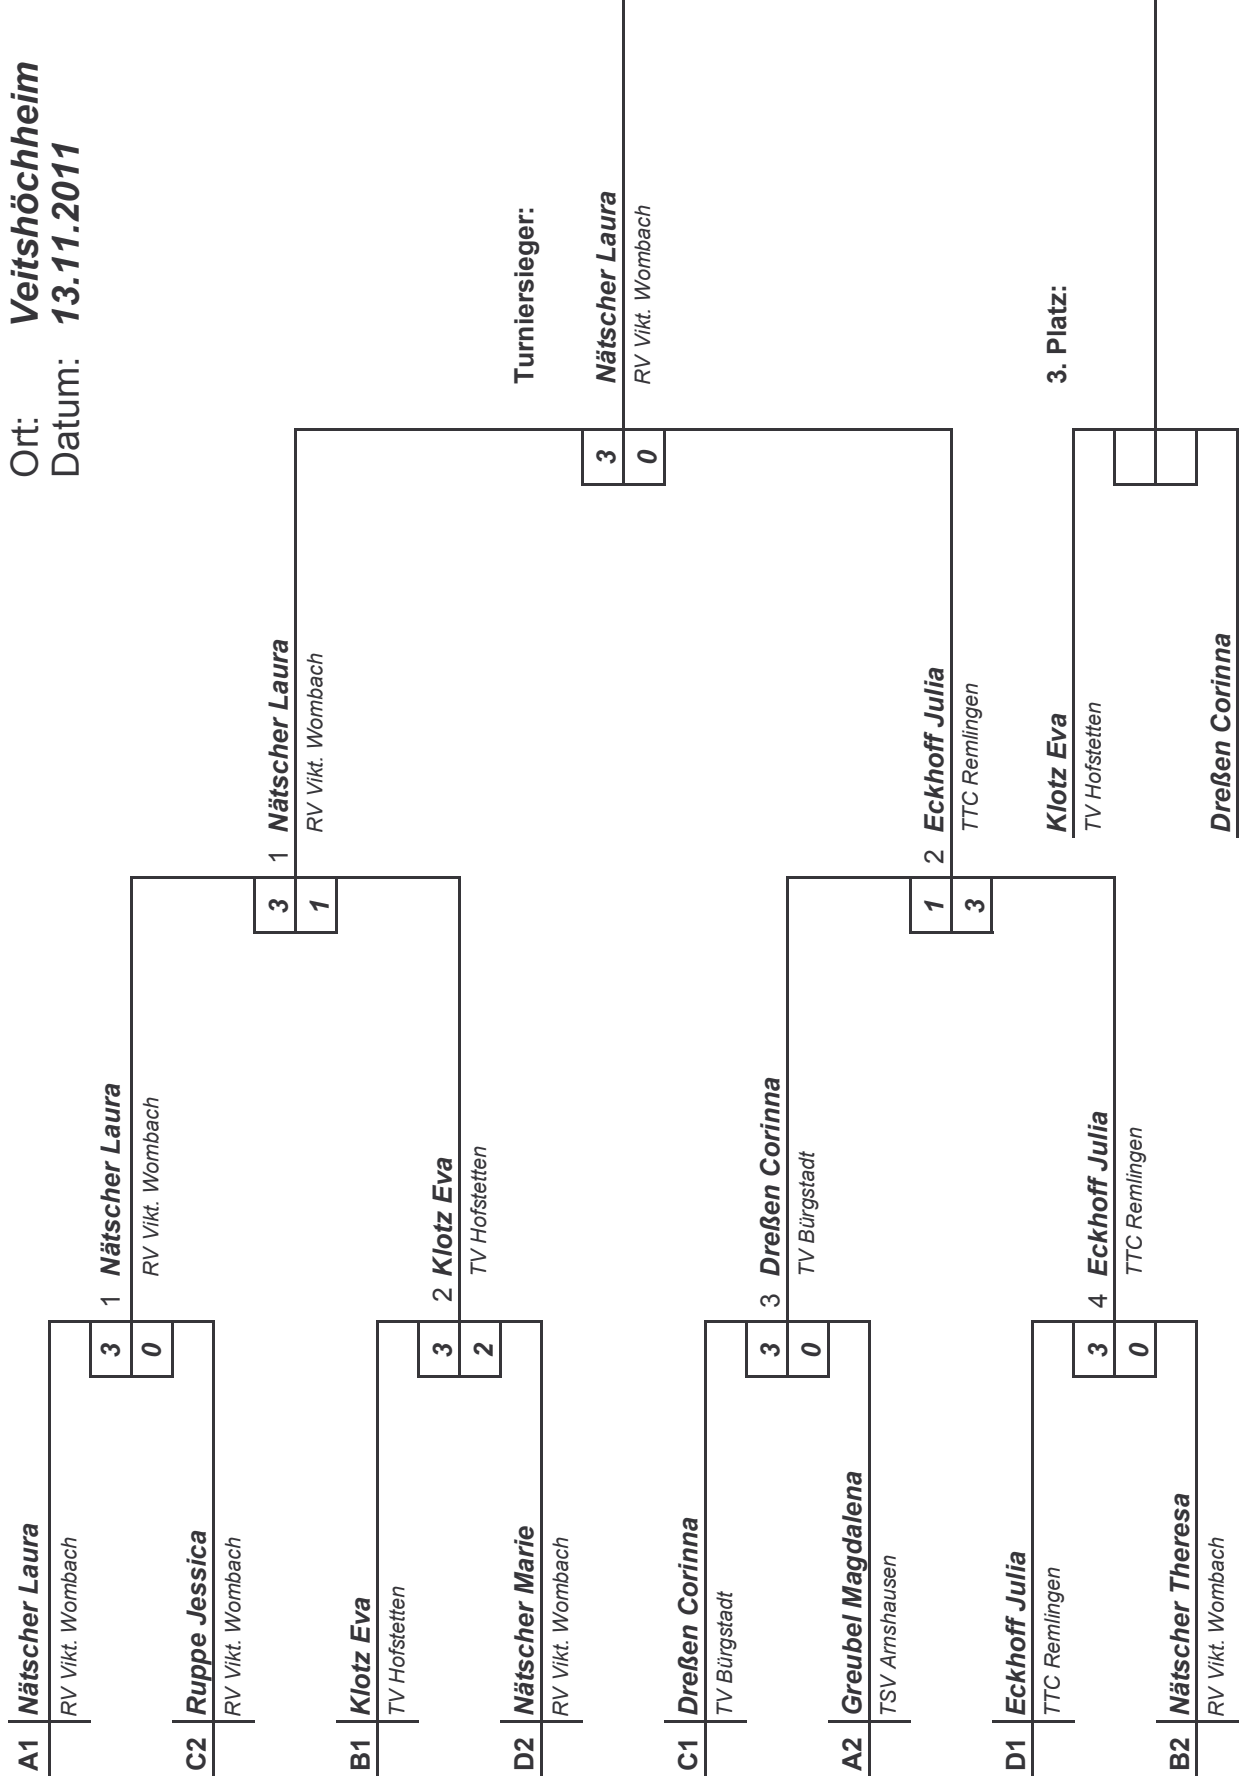 Ort: Veitshöchheim
Datum: 13.11.2011
A1 Nätscher Laura
RV Vikt. Wombach
3 1 Nätscher Laura
0 RV Vikt. Wombach
C2 Ruppe Jessica
RV Vikt. Wombach
3 1 Nätscher Laura
1 RV Vikt. Wombach
B1 Klotz Eva
TV Hofstetten
3 2 Klotz Eva
2 TV Hofstetten
D2 Nätscher Marie
RV Vikt. Wombach
Turniersieger:
3 Nätscher Laura
0 RV Vikt. Wombach
C1 Dreßen Corinna
TV Bürgstadt
3 3 Dreßen Corinna
0 TV Bürgstadt
A2 Greubel Magdalena
TSV Arnshausen
1 2 Eckhoff Julia
3 TTC Remlingen
D1 Eckhoff Julia
TTC Remlingen
3 4 Eckhoff Julia
0 TTC Remlingen
B2 Nätscher Theresa
RV Vikt. Wombach
3. Platz:
Klotz Eva
TV Hofstetten
Dreßen Corinna